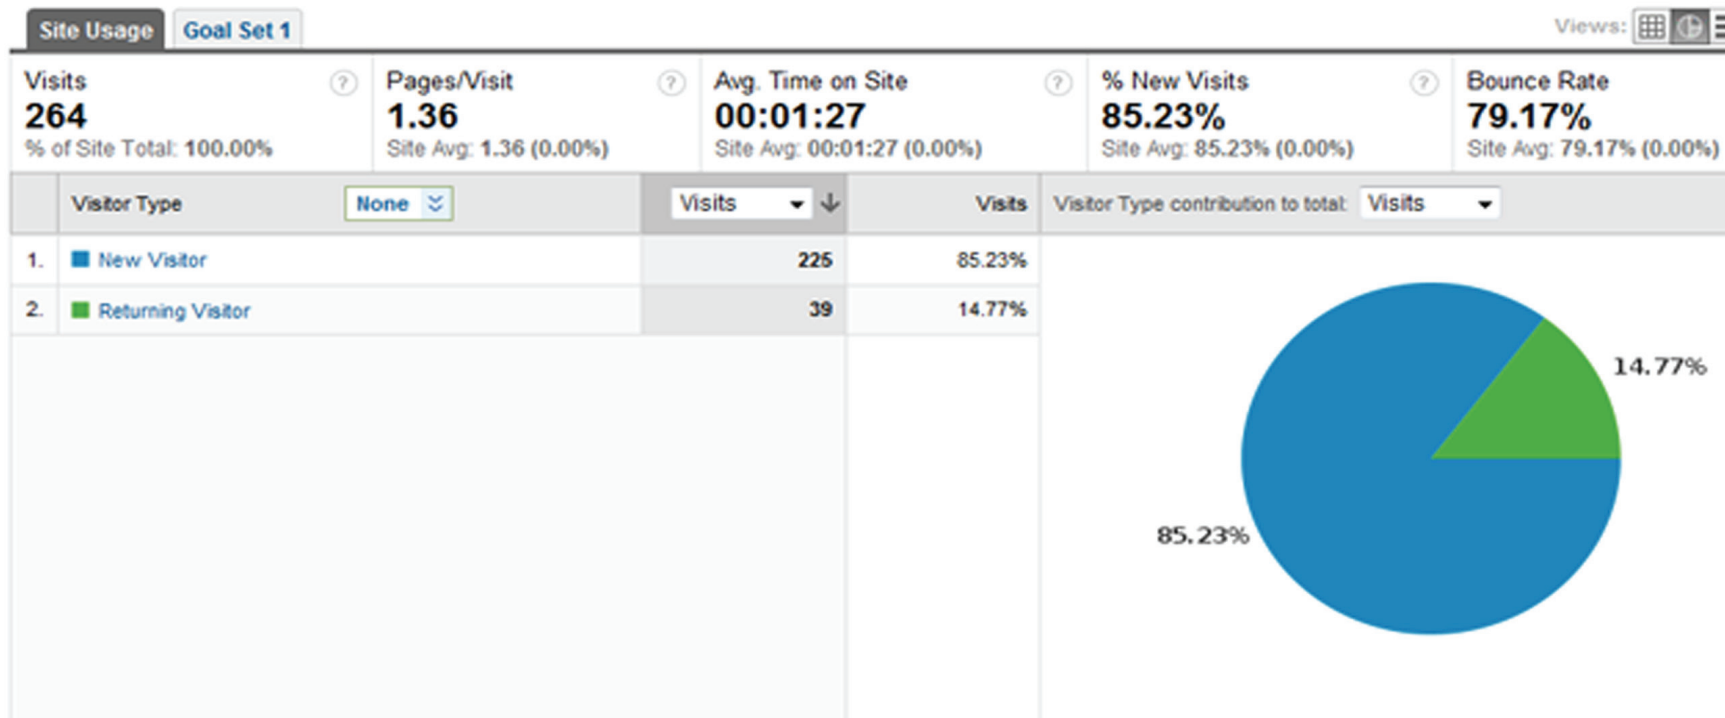 Site Usage Goal Set 1 Views:
Visits ? Pages/Visit ? Avg. Time on Site ? % New Visits ? Bounce Rate
264 1.36 00:01:27 85.23% 79.17%
% of Site Total: 100.00% Site Avg: 1.36 (0.00%) Site Avg: 00:01:27 (0.00%) Site Avg: 85.23% (0.00%) Site Avg: 79.17% (0.00%)
Visitor Type None Visits Visits Visitor Type contribution to total: Visits
1. New Visitor 225 85.23%
2. Returning Visitor 39 14.77%
14.77%
85.23%